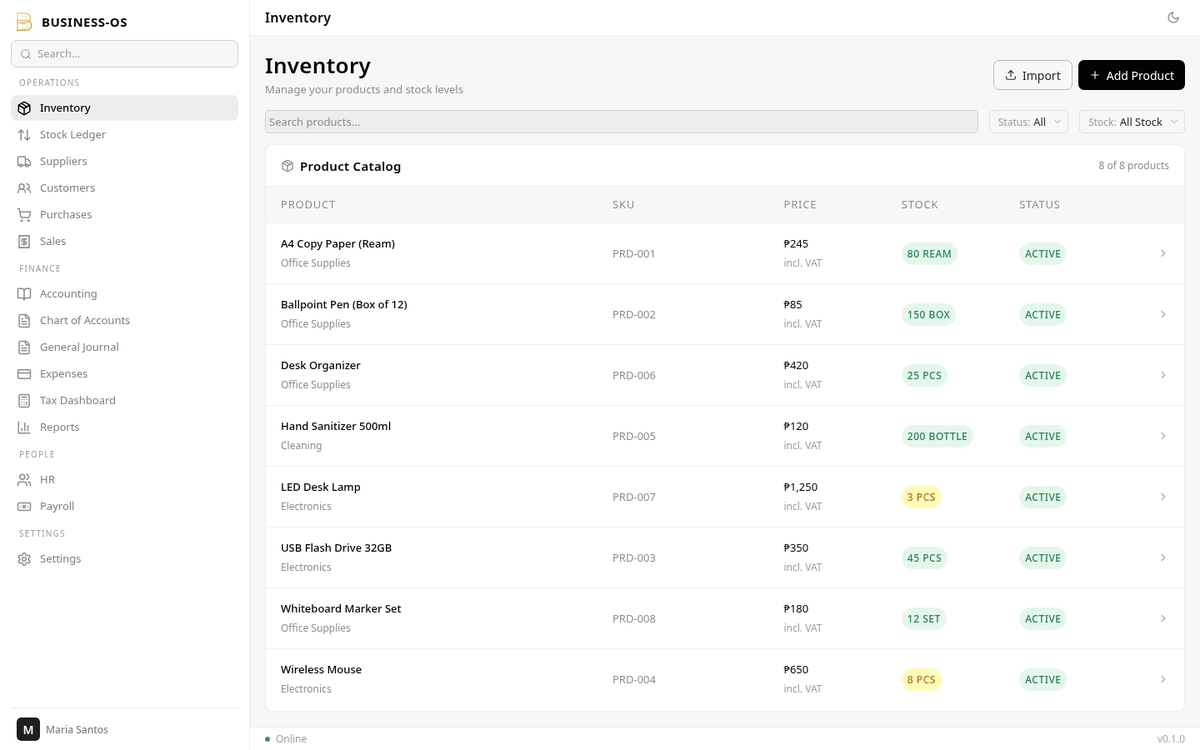 BUSINESS-OS
Search...
OPERATIONS
Inventory
Stock Ledger
Suppliers
Customers
Purchases
Sales
FINANCE
Accounting
Chart of Accounts
General Journal
Expenses
Tax Dashboard
Reports
PEOPLE
HR
Payroll
SETTINGS
Settings
M Maria Santos
Inventory
Inventory
Manage your products and stock levels
Import
+ Add Product
Search products...
Status: All
Stock: All Stock
Product Catalog
8 of 8 products
PRODUCT SKU PRICE STOCK STATUS
A4 Copy Paper (Ream)
Office Supplies
PRD-001
₱245
incl. VAT
80 REAM
ACTIVE
Ballpoint Pen (Box of 12)
Office Supplies
PRD-002
₱85
incl. VAT
150 BOX
ACTIVE
Desk Organizer
Office Supplies
PRD-006
₱420
incl. VAT
25 PCS
ACTIVE
Hand Sanitizer 500ml
Cleaning
PRD-005
₱120
incl. VAT
200 BOTTLE
ACTIVE
LED Desk Lamp
Electronics
PRD-007
₱1,250
incl. VAT
3 PCS
ACTIVE
USB Flash Drive 32GB
Electronics
PRD-003
₱350
incl. VAT
45 PCS
ACTIVE
Whiteboard Marker Set
Office Supplies
PRD-008
₱180
incl. VAT
12 SET
ACTIVE
Wireless Mouse
Electronics
PRD-004
₱650
incl. VAT
8 PCS
ACTIVE
Online
v0.1.0